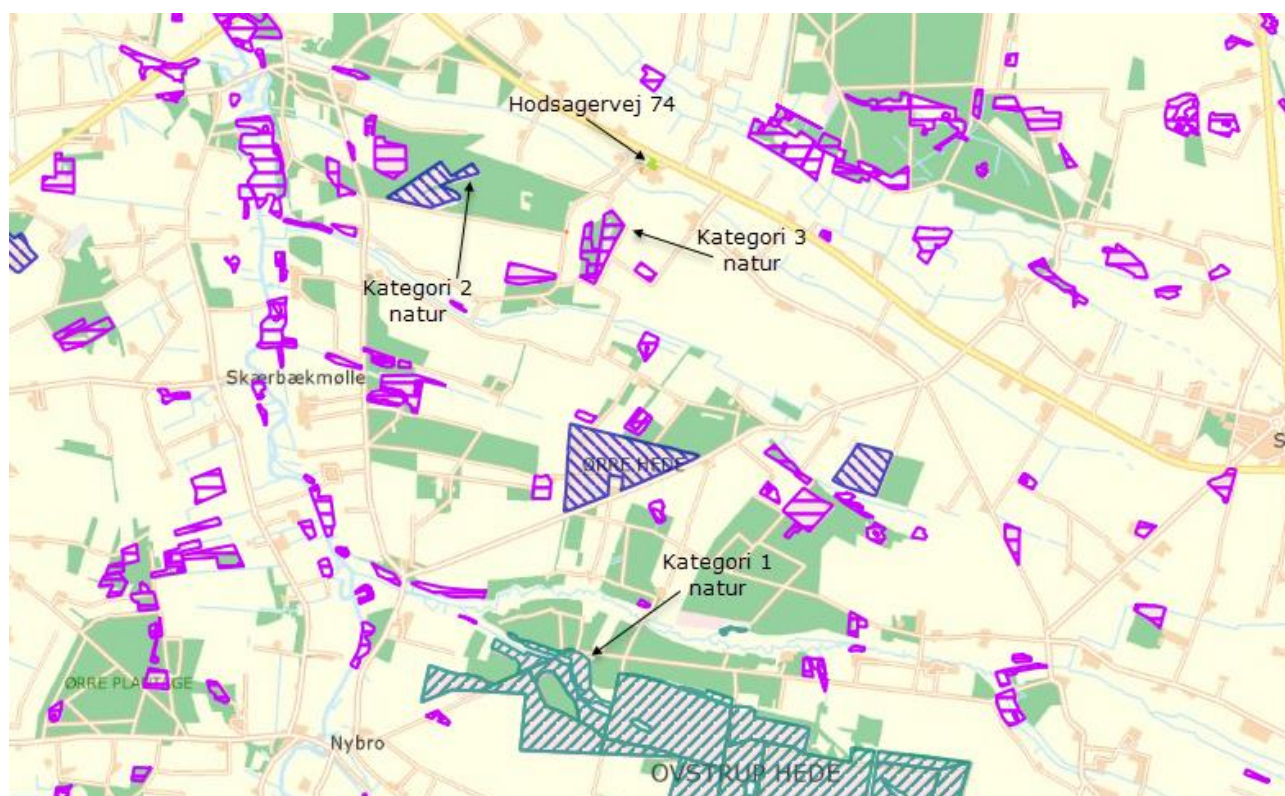 Hodsagervej 74
Kategori 3
natur
Kategori 2
natur
Skærbækmølle
S
ØRRE HEDE
Kategori 1
natur
ØRRE PLANTAGE
Nybro
OVSTRUP HEDE